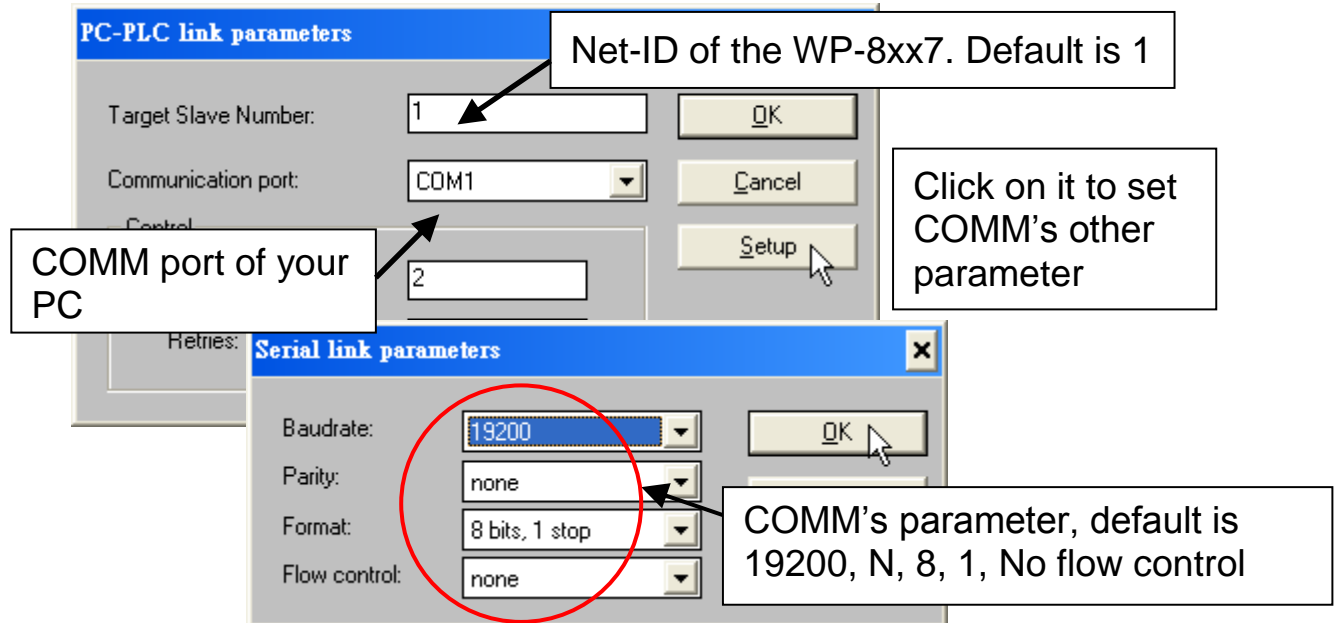 PC-PLC link parameters
Net-ID of the WP-8xx7. Default is 1
Target Slave Number:
1
OK
Communication port:
COM1
Cancel
Click on it to set
COMM's other
parameter
Control
Setup
COMM port of your
PC
2
Retries:
Serial link parameters
Baudrate:
19200
OK
Parity:
none
Format:
8 bits, 1 stop
COMM's parameter, default is
19200, N, 8, 1, No flow control
Flow control:
none